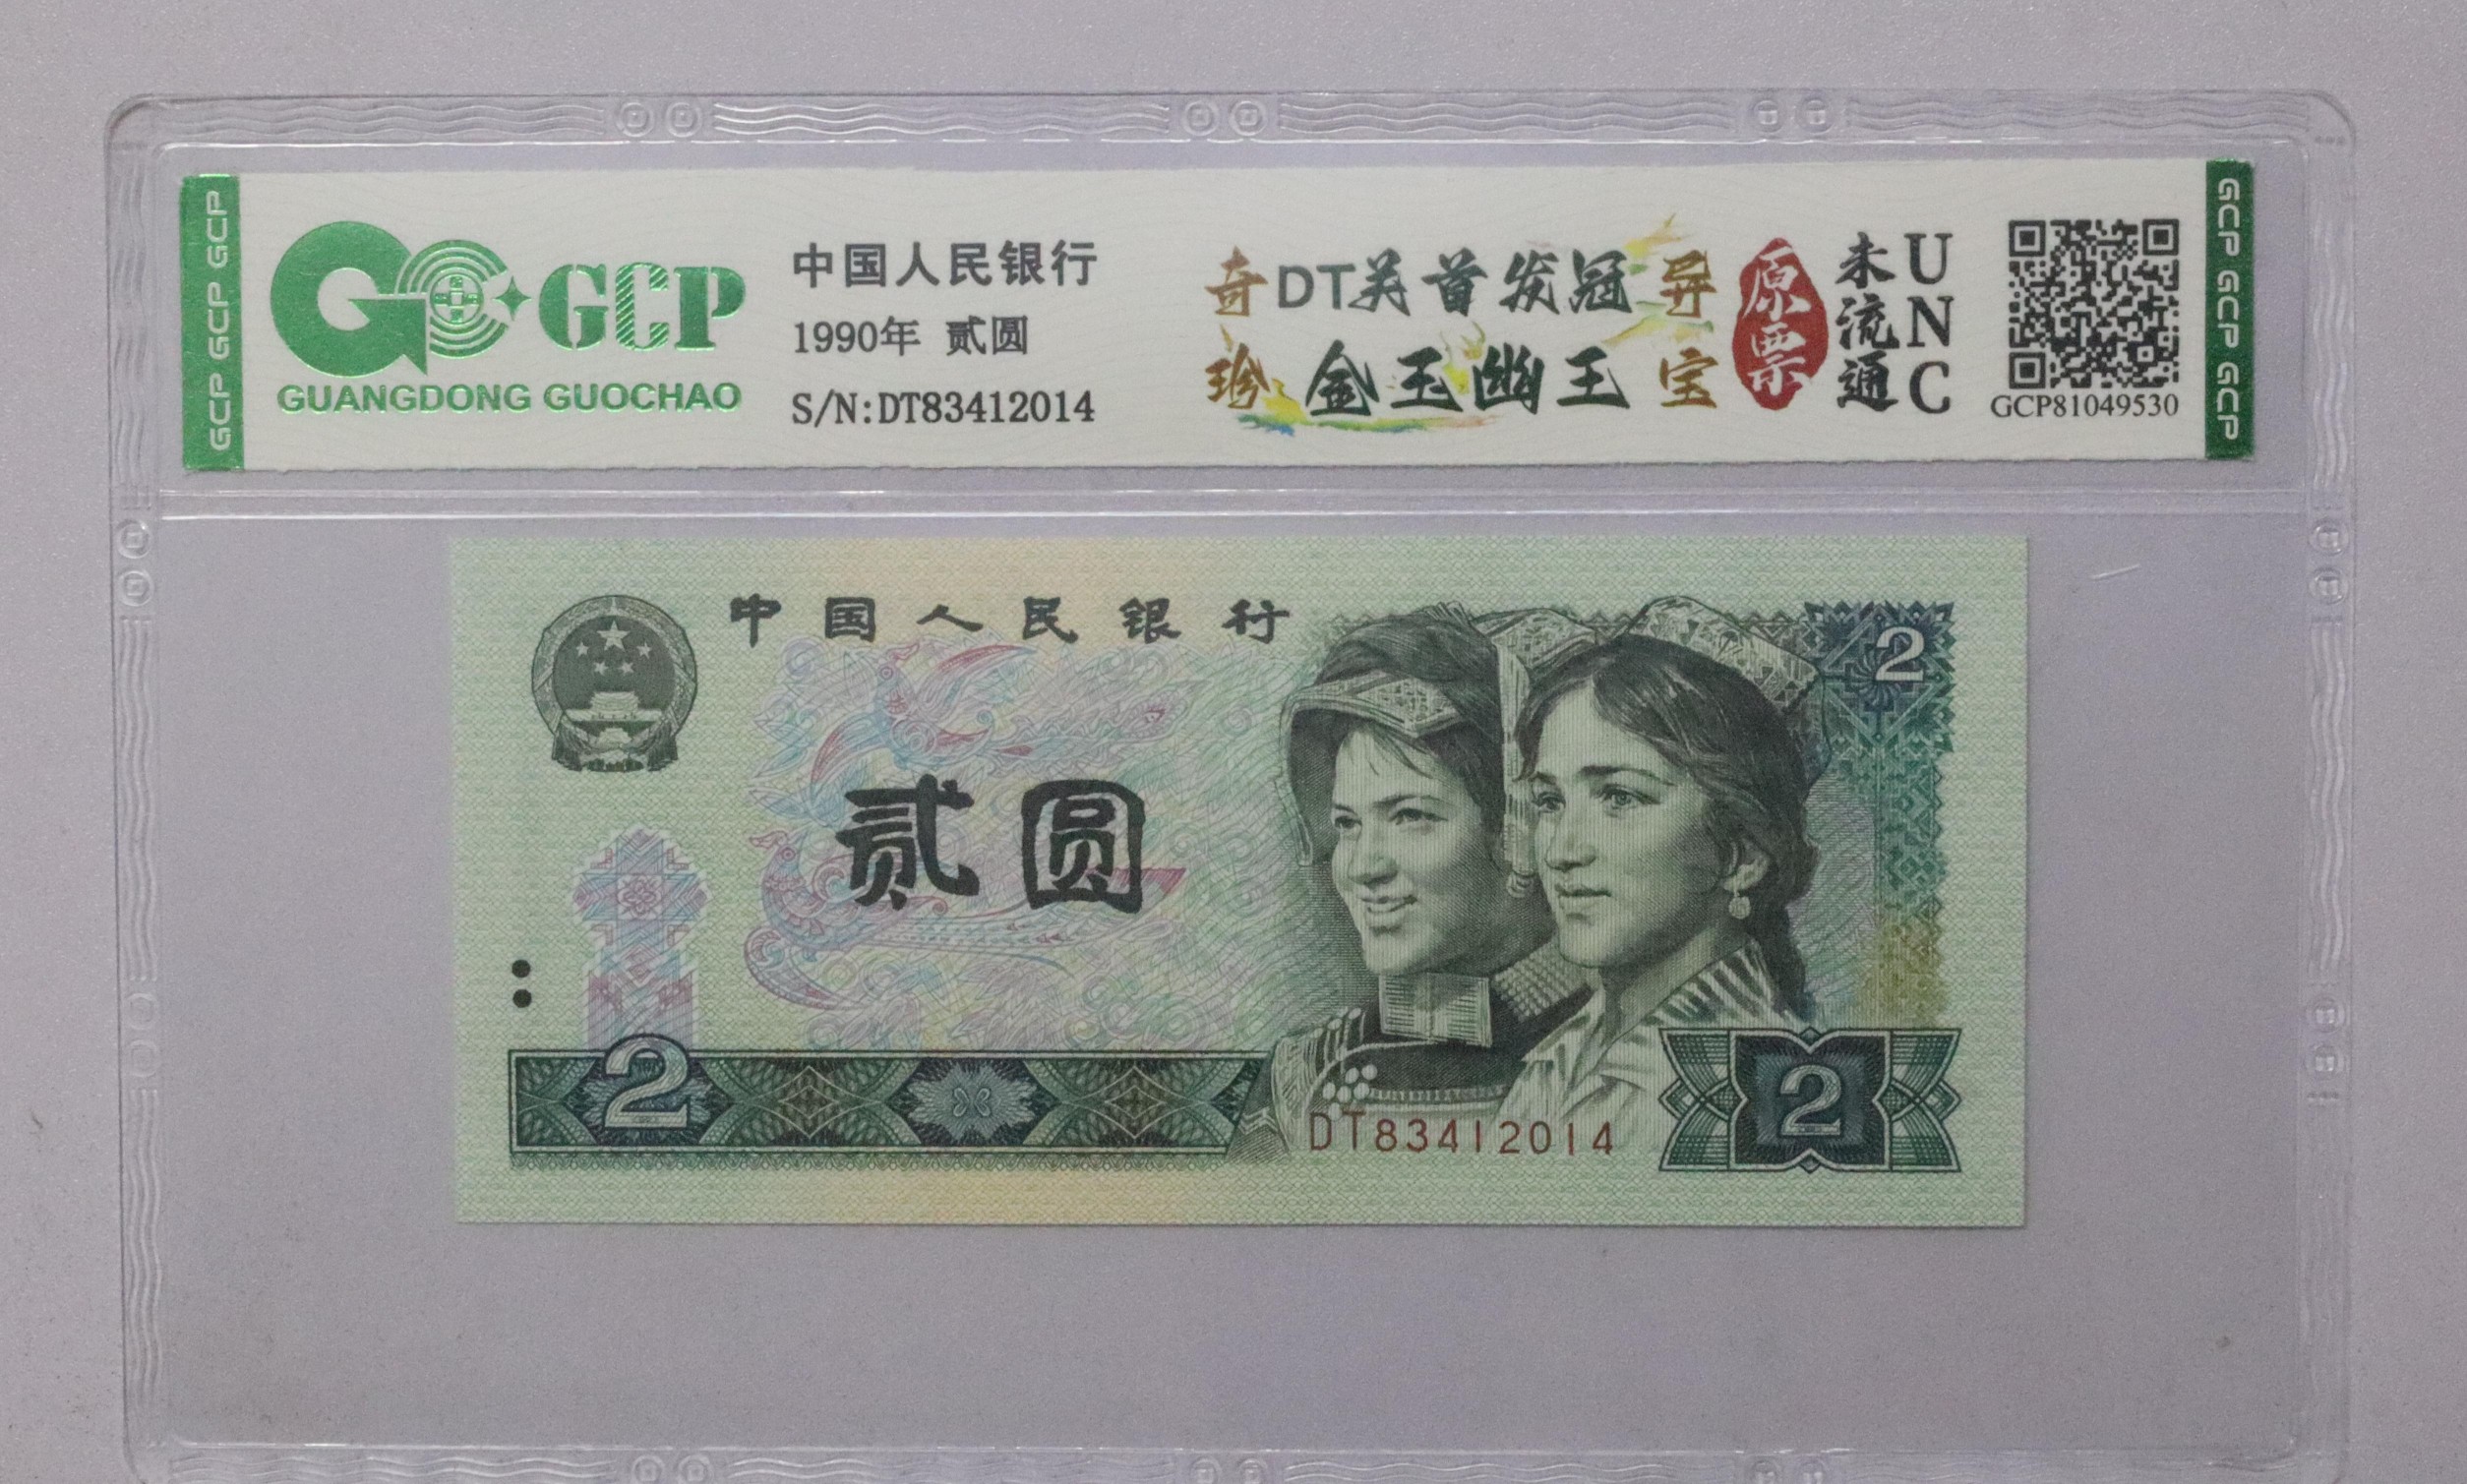 GCP GCP GCP
GCP
GUANGDONG GUOCHAO
中国人民银行
1990年 贰圆
S/N:DT83412014
奇 DT关首发冠 异
珍 金玉幽王 宝
原票
未流通
UNC
GCP81049530
GCP GCP GCP
中国人民银行
2
贰圆
2
DT83412014
2